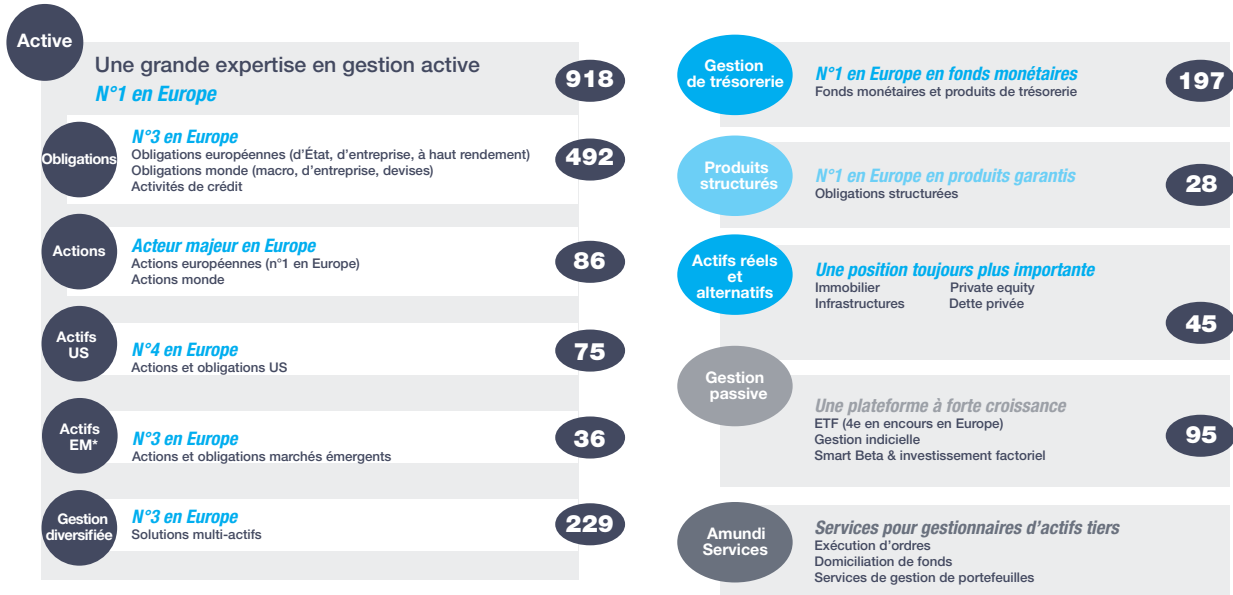 Active
Une grande expertise en gestion active
N°1 en Europe
918
Obligations
N°3 en Europe
Obligations européennes (d'État, d'entreprise, à haut rendement)
Obligations monde (macro, d'entreprise, devises)
Activités de crédit
492
Actions
Acteur majeur en Europe
Actions européennes (n°1 en Europe)
Actions monde
86
Actifs
US
N°4 en Europe
Actions et obligations US
75
Actifs
EM*
N°3 en Europe
Actions et obligations marchés émergents
36
Gestion
diversifiée
N°3 en Europe
Solutions multi-actifs
229
Gestion
de trésorerie
N°1 en Europe en fonds monétaires
Fonds monétaires et produits de trésorerie
197
Produits
structurés
N°1 en Europe en produits garantis
Obligations structurées
28
Actifs réels
et
alternatifs
Une position toujours plus importante
Immobilier Private equity
Infrastructures Dette privée
45
Gestion
passive
Une plateforme à forte croissance
ETF (4e en encours en Europe)
Gestion indicielle
Smart Beta & investissement factoriel
95
Amundi
Services
Services pour gestionnaires d'actifs tiers
Exécution d'ordres
Domiciliation de fonds
Services de gestion de portefeuilles